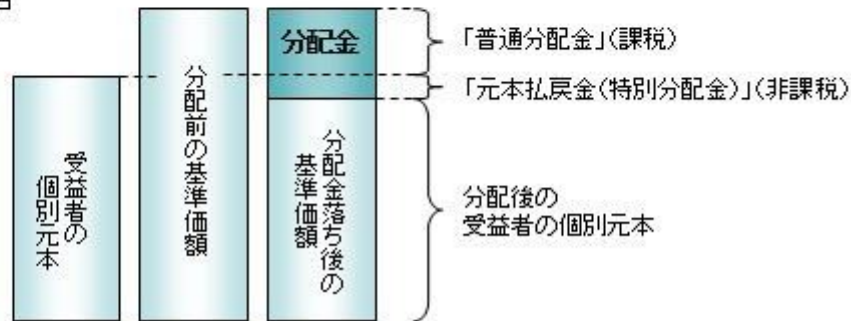 受益者の
個別元本
分配前の基準価額
分配金
分配金落ち後の
基準価額
「普通分配金」(課税)
「元本払戻金(特別分配金)」(非課税)
分配後の
受益者の個別元本